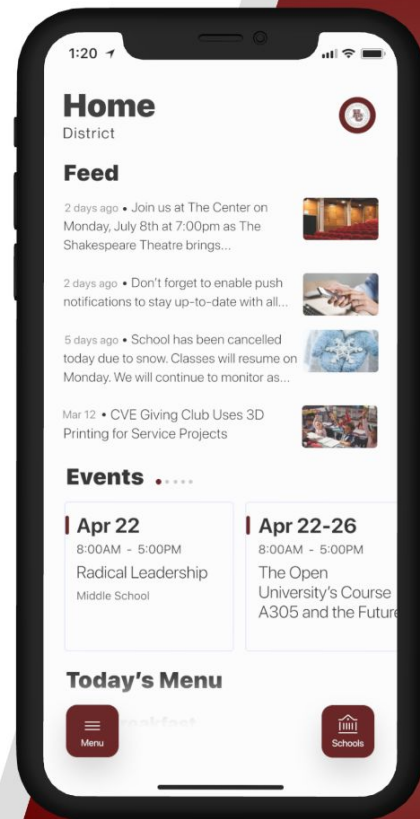 1:20
Home
District
Feed
2 days ago • Join us at The Center on
Monday, July 8th at 7:00pm as The
Shakespeare Theatre brings...
2 days ago • Don't forget to enable push
notifications to stay up-to-date with all...
5 days ago • School has been cancelled
today due to snow. Classes will resume on
Monday. We will continue to monitor as...
Mar 12 • CVE Giving Club Uses 3D
Printing for Service Projects
Events
Apr 22
8:00AM - 5:00PM
Radical Leadership
Middle School
Apr 22-26
8:00AM - 5:00PM
The Open
University's Course
A305 and the Future
Today's Menu
Menu
Schools